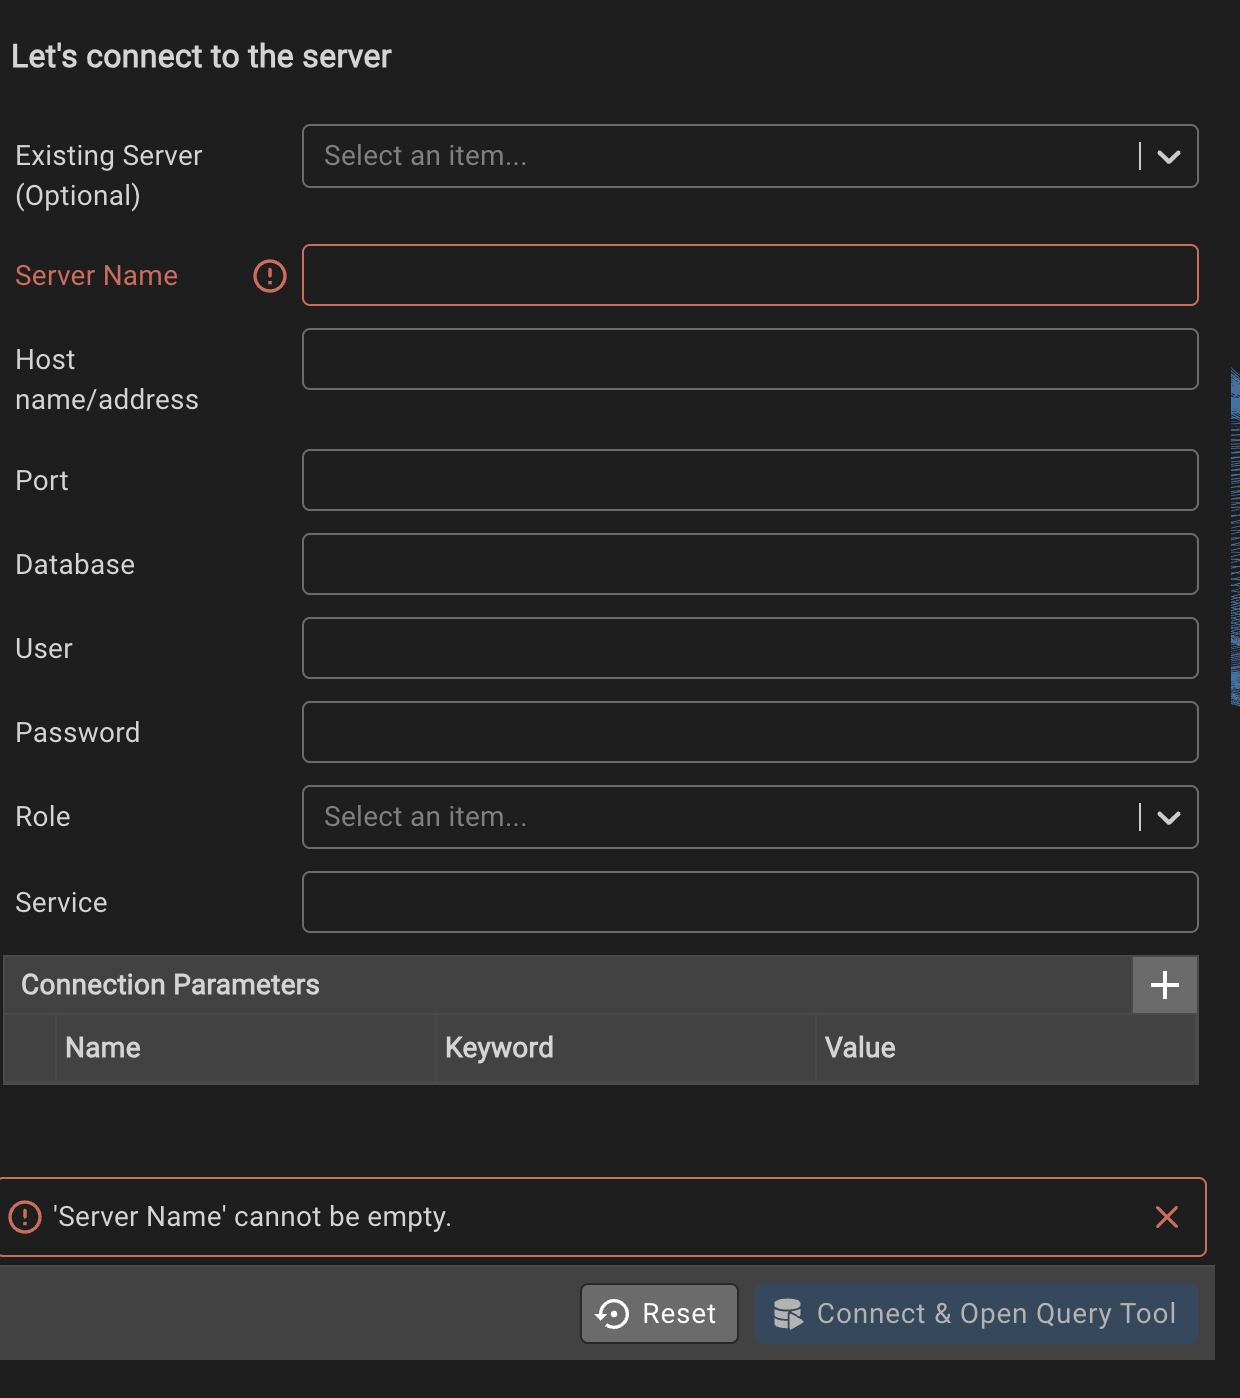 Let's connect to the server
Existing Server
(Optional)
Select an item...
Server Name
Host
name/address
Port
Database
User
Password
Role
Select an item...
Service
Connection Parameters
Name Keyword Value
'Server Name' cannot be empty.
Reset Connect & Open Query Tool